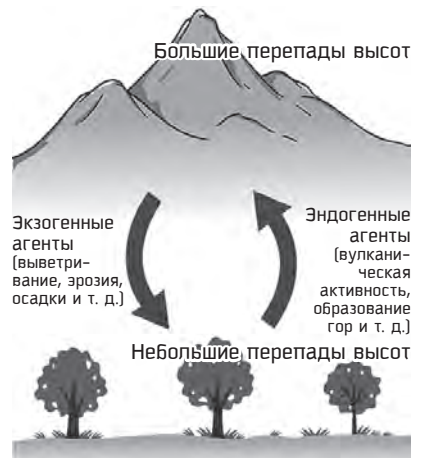 Большие перепады высот
Экзогенные
агенты
(выветри-
вание, эрозия,
осадки и т. д.)
Эндогенные
агенты
(вулкани-
ческая
активность,
образование
гор и т. д.)
Небольшие перепады высот